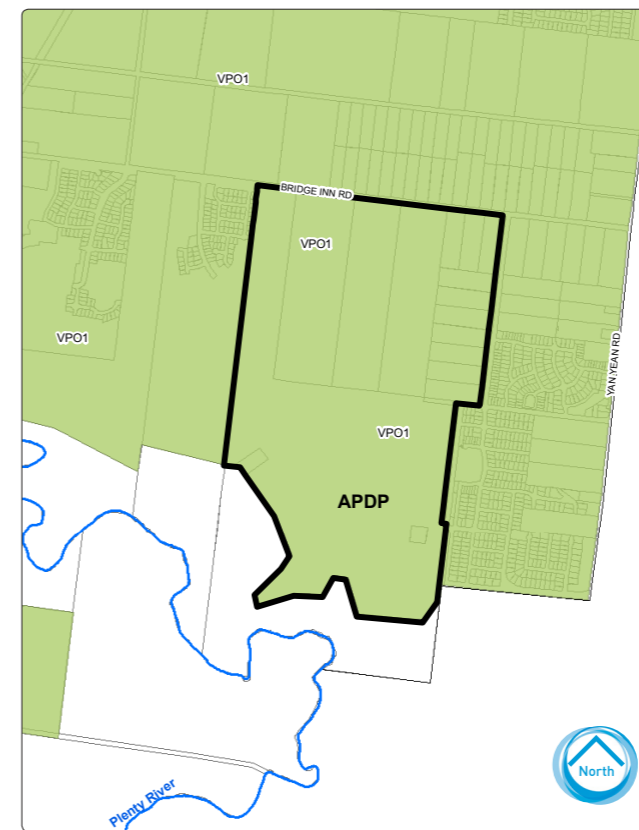 VPO1
BRIDGE INN RD
VPO1
VPO1
YAN YEAN RD
VPO1
APDP
North
Plenty River